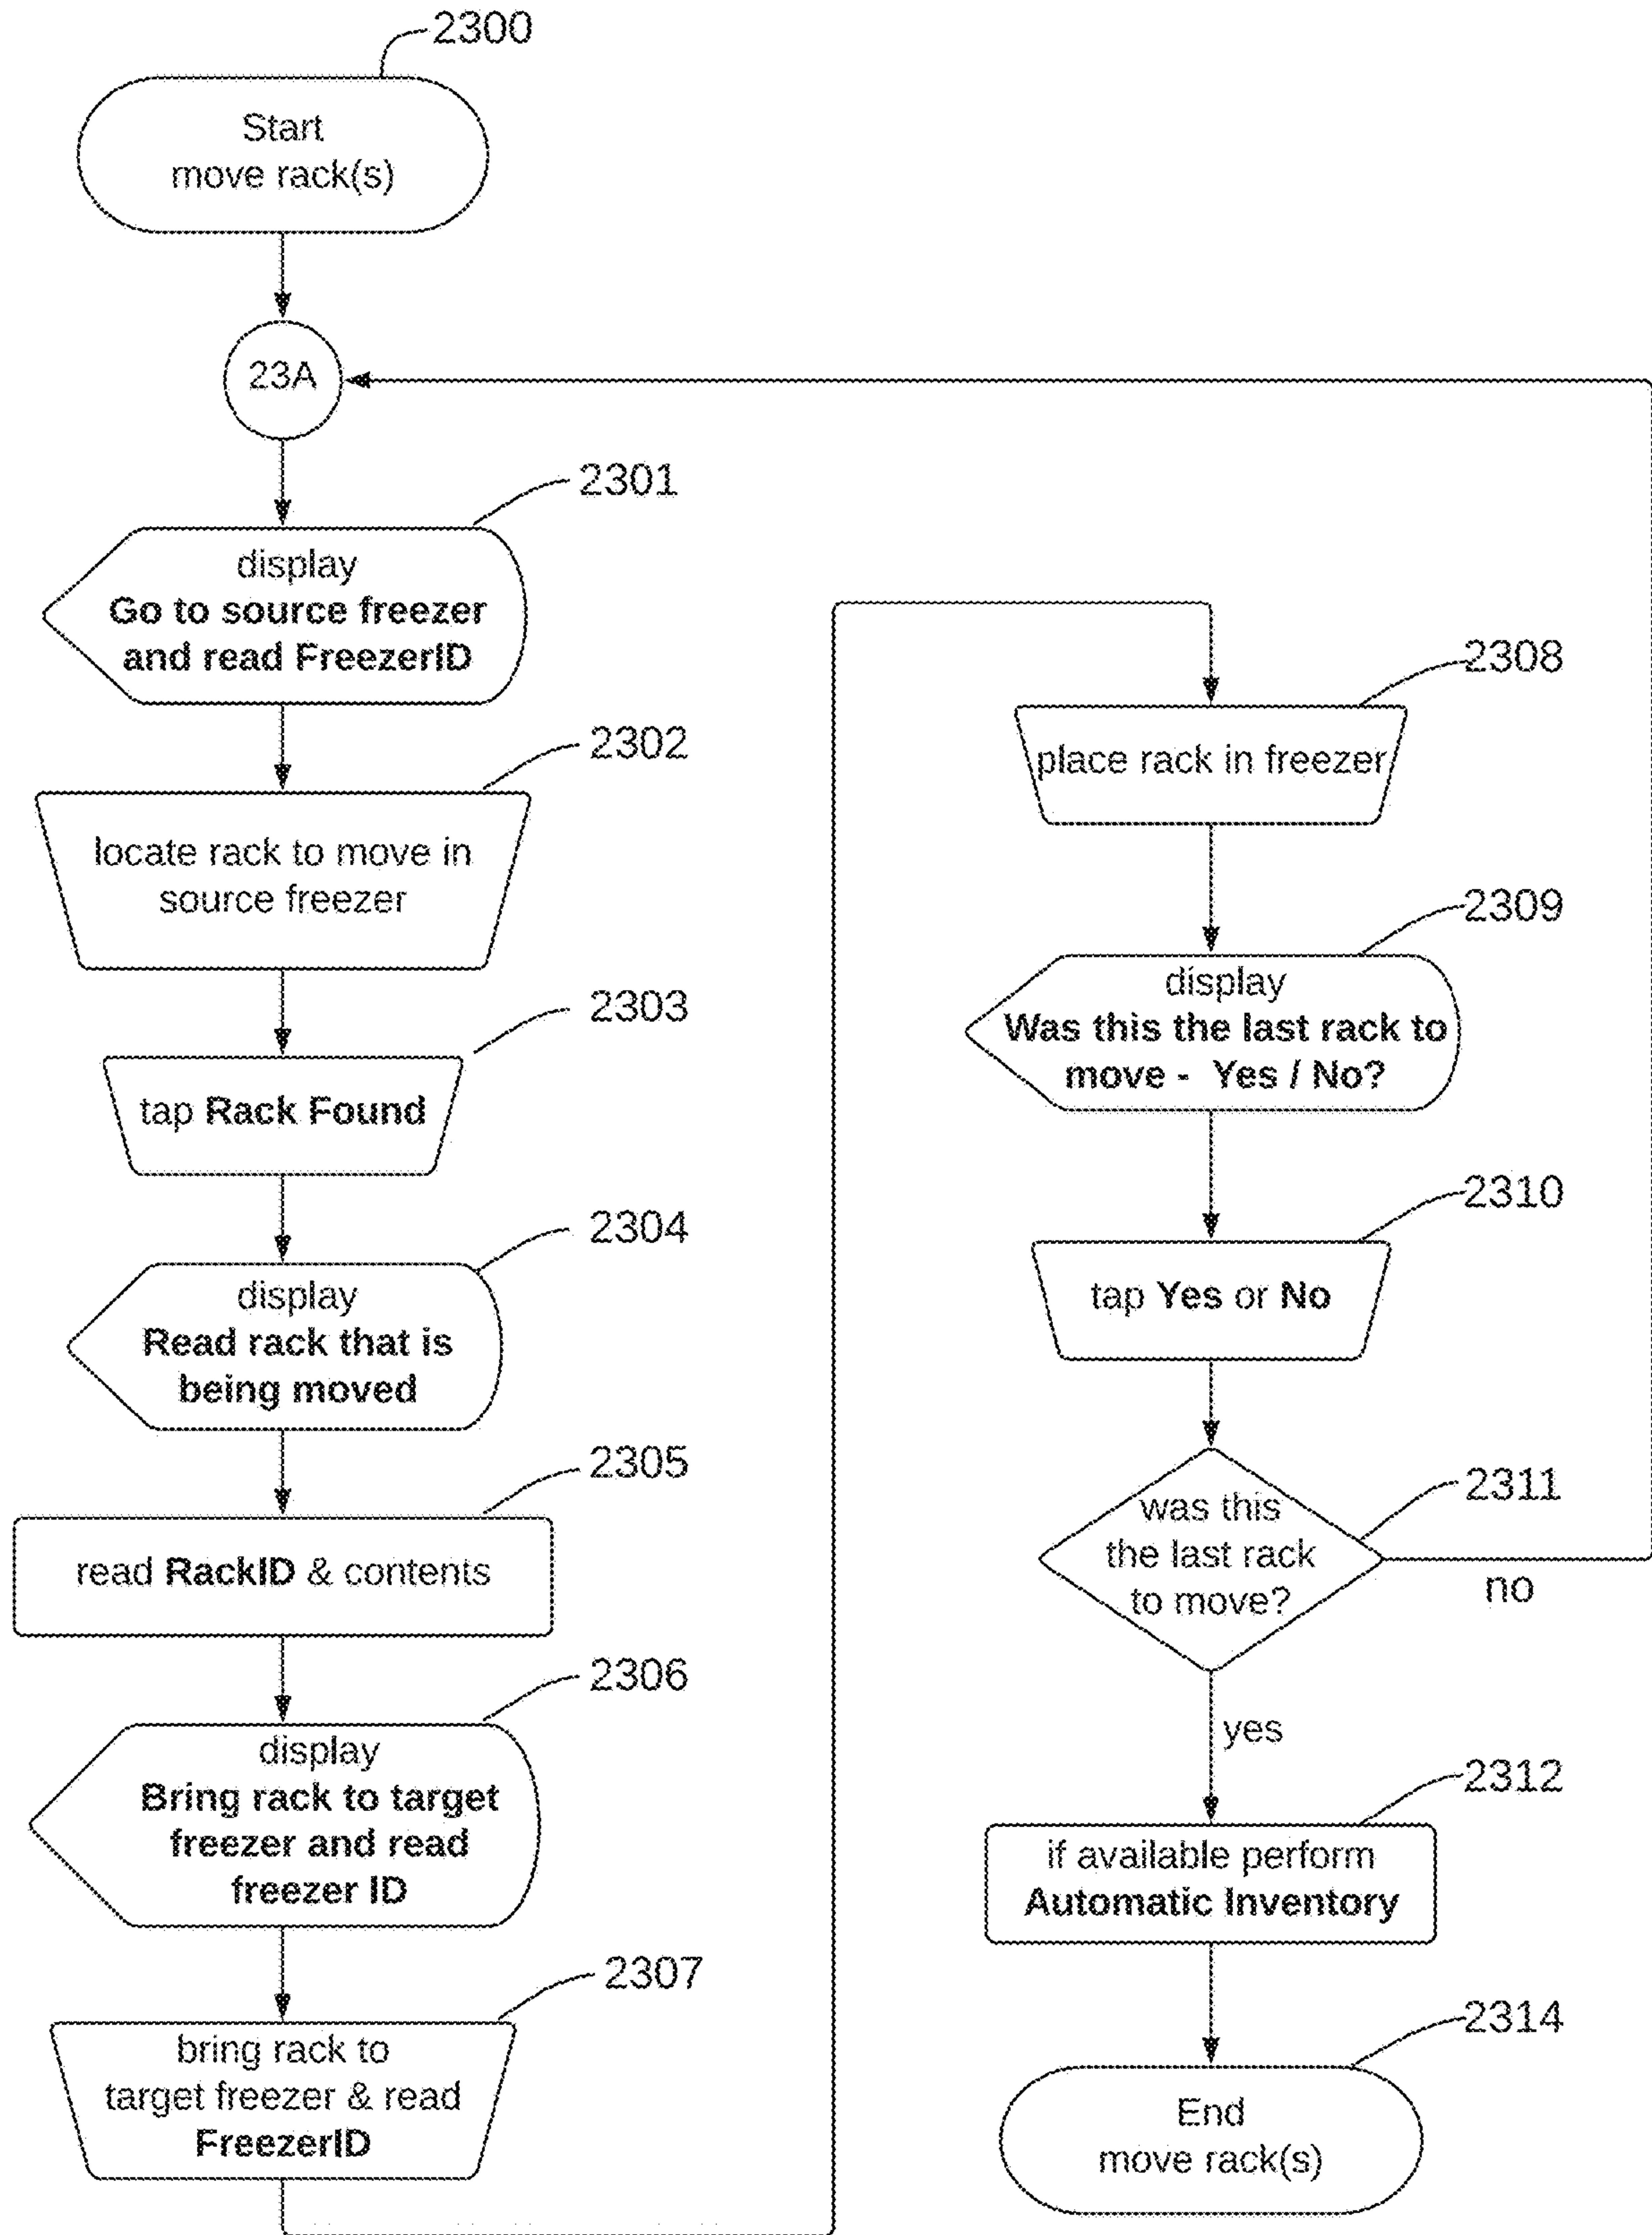 2300
Start
move rack(s)
23A
2301
display
Go to source freezer
and read FreezerID
2302
locate rack to move in
source freezer
2303
tap Rack Found
2304
display
Read rack that is
being moved
2305
read RackID & contents
2306
display
Bring rack to target
freezer and read
freezer ID
2307
bring rack to
target freezer & read
FreezerID
2308
place rack in freezer
2309
display
Was this the last rack to
move - Yes / No?
2310
tap Yes or No
2311
was this
the last rack
to move?
no
yes
2312
if available perform
Automatic Inventory
2314
End
move rack(s)